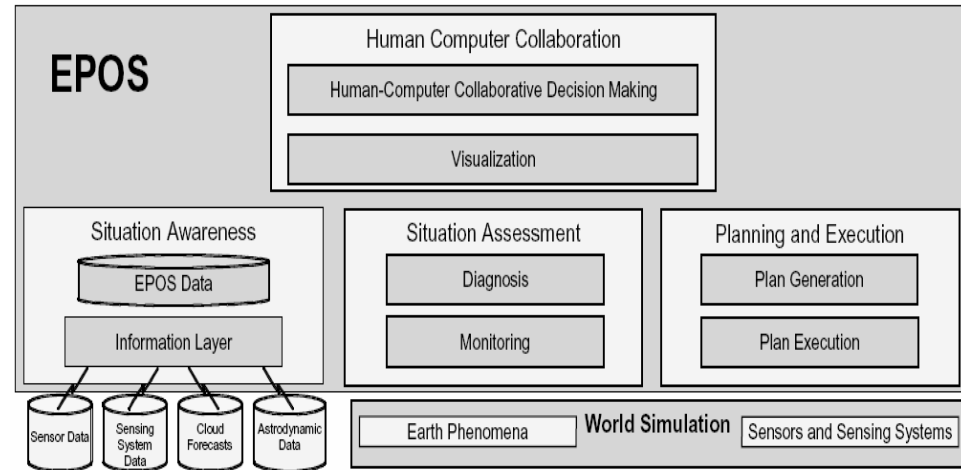 Human Computer Collaboration
EPOS
Human-Computer Collaborative Decision Making
Visualization
Situation Awareness
EPOS Data
Information Layer
Situation Assessment
Diagnosis
Monitoring
Planning and Execution
Plan Generation
Plan Execution
Sensor Data
Sensing
System
Data
Cloud
Forecasts
Astrodynamic
Data
World Simulation
Earth Phenomena
Sensors and Sensing Systems